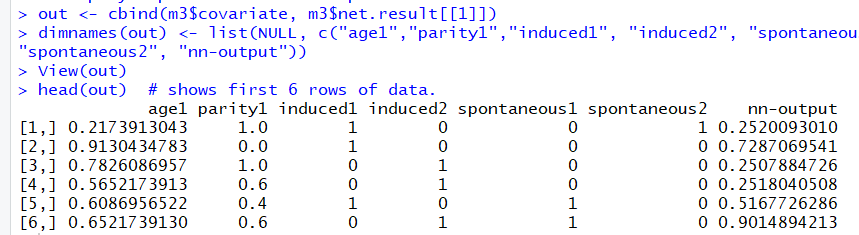 > out <- cbind(m3$covariate, m3$net.result[[1]])
> dimnames(out) <- list(NULL, c("age1","parity1","induced1", "induced2", "spontaneou
"spontaneous2", "nn-output"))
> View(out)
> head(out)  # shows first 6 rows of data.
age1 parity1 induced1 induced2 spontaneous1 spontaneous2 nn-output
[1,] 0.2173913043 1.0 1 0 0 1 0.2520093010
[2,] 0.9130434783 0.0 1 0 0 0 0.7287069541
[3,] 0.7826086957 1.0 0 1 0 0 0.2507884726
[4,] 0.5652173913 0.6 0 1 0 0 0.2518040508
[5,] 0.6086956522 0.4 1 0 1 0 0.5167726286
[6,] 0.6521739130 0.6 0 1 1 0 0.9014894213